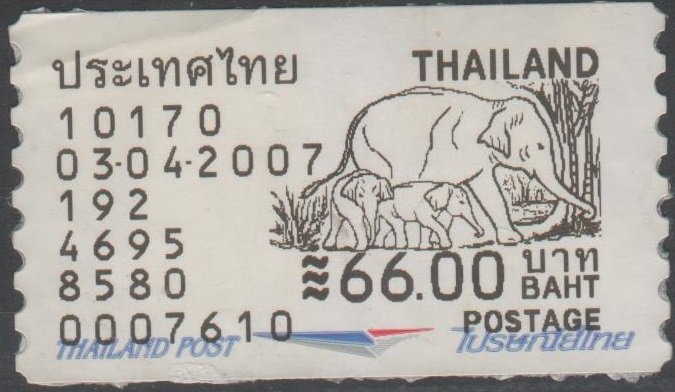 ประเทศไทย
THAILAND
10170
03-04-2007
192
4695
8580
≈66.00 บาท
BAHT
0007610
POSTAGE
THAILAND POST
ไปรษณีย์ไทย